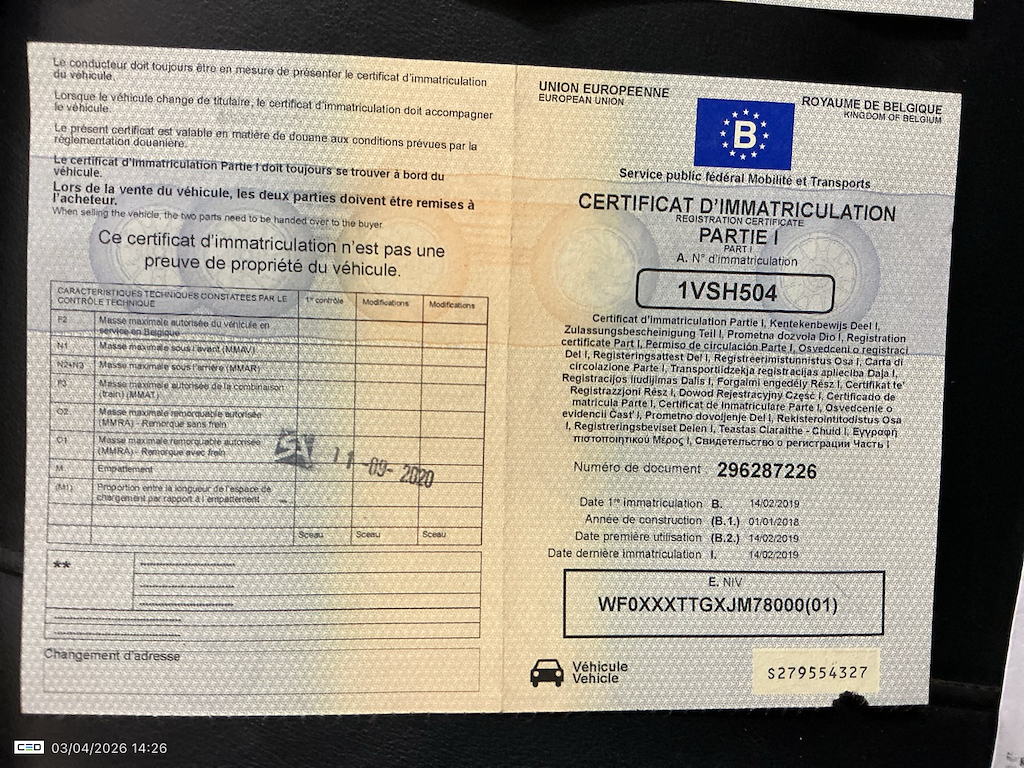 Le conducteur doit toujours être en mesure de présenter le certificat d'immatriculation
du véhicule.
Lorsque le véhicule change de titulaire, le certificat d'immatriculation doit accompagner
le véhicule.
Le présent certificat est valable en matière de douane aux conditions prévues par la
réglementation douanière.
Le certificat d'Immatriculation Partie I doit toujours se trouver à bord du
véhicule.
Lors de la vente du véhicule, les deux parties doivent être remises à
l'acheteur.
When selling the vehicle, the two parts need to be handed over to the buyer
Ce certificat d'immatriculation n'est pas une
preuve de propriété du véhicule.
CARACTERISTIQUES TECHNIQUES CONSTATEES PAR LE
CONTRÔLE TECHNIQUE
1er contrôle
Modifications
Modifications
F2 Masse maximale autorisée du véhicule en
service en Belgique
N1 Masse maximale sous l'avant (MMAV)
N2+N3 Masse maximale sous l'arrière (MMAR)
F3 Masse maximale autorisée de la combinaison
(train) (MMAT)
O2 Masse maximale remorquable autorisée
(MMRA) - Remorque sans frein
O1 Masse maximale remorquable autorisée
(MMRA) - Remorque avec frein
M Empattement
(M1) Proportion entre la longueur de l'espace de
chargement par rapport à l'empattement
11-09-2020
Sceau
Sceau
Sceau
**
Changement d'adresse
UNION EUROPEENNE
EUROPEAN UNION
B
ROYAUME DE BELGIQUE
KINGDOM OF BELGIUM
Service public fédéral Mobilité et Transports
CERTIFICAT D'IMMATRICULATION
REGISTRATION CERTIFICATE
PARTIE I
PART I
A. N° d'immatriculation
1VSH504
Certificat d'immatriculation Partie I, Kentekenbewijs Deel I,
Zulassungsbescheinigung Teil I, Prometna dozvola Dio I, Registration
certificate Part I, Permiso de circulación Parte I, Osvedceni o registraci
Del I, Registeringsattest Del I, Registreerimistunnistus Osa I, Carta di
circolazione Parte I, Transportlidzekja registracijas aplieciba Daja I,
Registracijos liudijimas Dalis I, Forgalmi engedély Rész I, Certifikat te'
Registrazzjoni Rész I, Dowod Rejestracyjny Część I, Certificado de
matricula Parte I, Certificat de inmatriculare Parte I, Osvedcenie o
evidencii Čast' I, Prometno dovoljenje Del I, Rekisteröintitodistus Osa
I, Registreringsbeviset Delen I, Teastas Claraithe - Chuid I, Εγγραφή
πιστοποιητικού Μέρος I, Свидетельство о регистрации Часть I
Numéro de document : 296287226
Date 1re immatriculation B. 14/02/2019
Année de construction (B.1.) 01/01/2018
Date première utilisation (B.2.) 14/02/2019
Date dernière immatriculation I. 14/02/2019
E. NIV
WF0XXXTTGXJM78000(01)
Véhicule
Vehicle
S279554327
CEO 03/04/2026 14:26